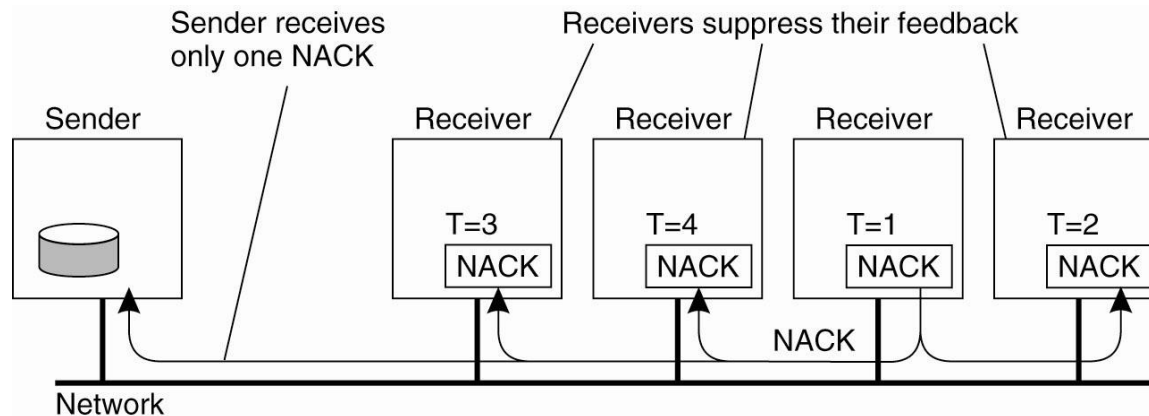 Sender receives
only one NACK
Receivers suppress their feedback
Sender
Receiver
Receiver
Receiver
Receiver
T=3
T=4
T=1
T=2
NACK
NACK
NACK
NACK
NACK
Network